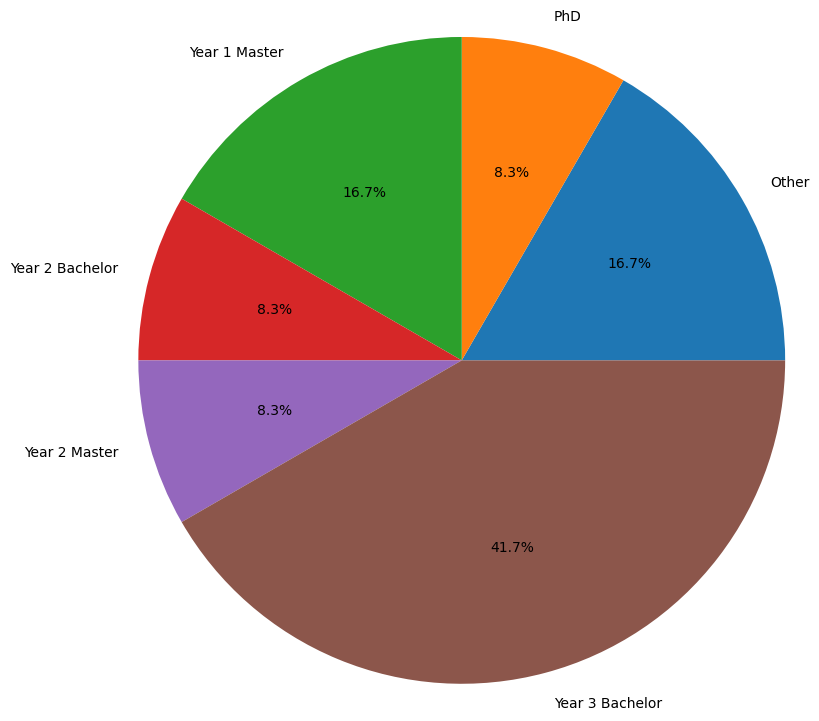 PhD
Year 1 Master
8.3%
16.7%
Other
16.7%
Year 2 Bachelor
8.3%
8.3%
Year 2 Master
41.7%
Year 3 Bachelor